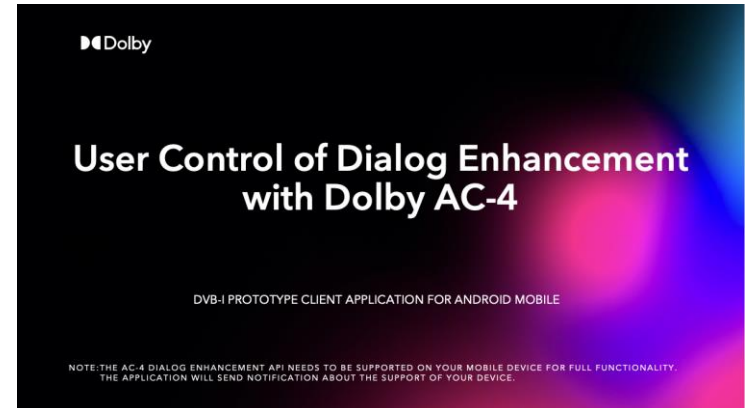 Dolby
User Control of Dialog Enhancement
with Dolby AC-4
DVB-I PROTOTYPE CLIENT APPLICATION FOR ANDROID MOBILE
NOTE:THE AC-4 DIALOG ENHANCEMENT API NEEDS TO BE SUPPORTED ON YOUR MOBILE DEVICE FOR FULL FUNCTIONALITY.
THE APPLICATION WILL SEND NOTIFICATION ABOUT THE SUPPORT OF YOUR DEVICE.